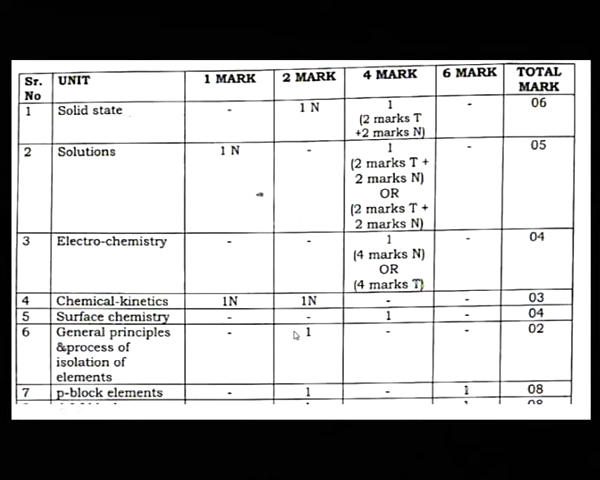 Sr. No UNIT 1 MARK 2 MARK 4 MARK 6 MARK TOTAL MARK
1 Solid state - 1 N 1 - 06
(2 marks T
+2 marks N)
2 Solutions 1 N - 1 - 05
(2 marks T +
2 marks N)
OR
(2 marks T +
2 marks N)
3 Electro-chemistry - - 1 - 04
(4 marks N)
OR
(4 marks T)
4 Chemical-kinetics 1N 1N - - 03
5 Surface chemistry - - 1 - 04
6 General principles - 1 - - 02
&process of
isolation of
elements
7 p-block elements - 1 - 1 08